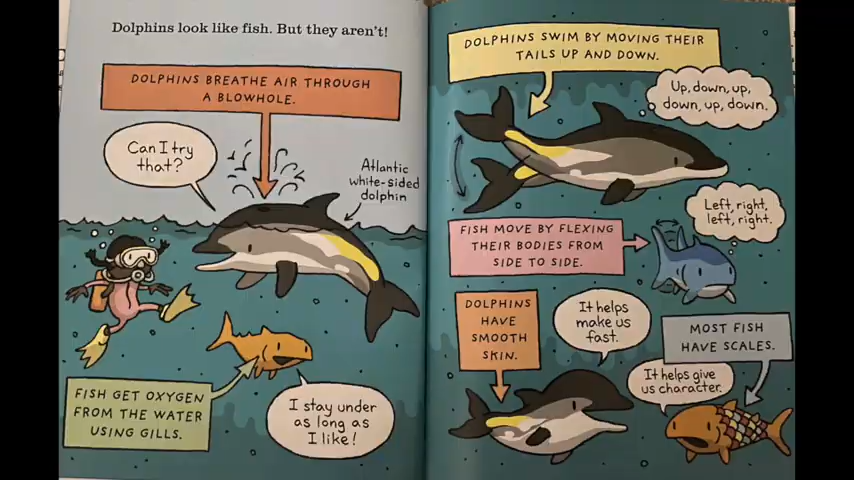 Dolphins look like fish. But they aren't!
DOLPHINS BREATHE AIR THROUGH
A BLOWHOLE.
Can I try
that?
Atlantic
white-sided
dolphin
FISH GET OXYGEN
FROM THE WATER
USING GILLS.
I stay under
as long as
I like!
DOLPHINS SWIM BY MOVING THEIR
TAILS UP AND DOWN.
Up, down, up,
down, up, down.
Left, right,
left, right.
FISH MOVE BY FLEXING
THEIR BODIES FROM
SIDE TO SIDE.
DOLPHINS
HAVE
SMOOTH
SKIN.
It helps
make us
fast.
MOST FISH
HAVE SCALES.
It helps give
us character.